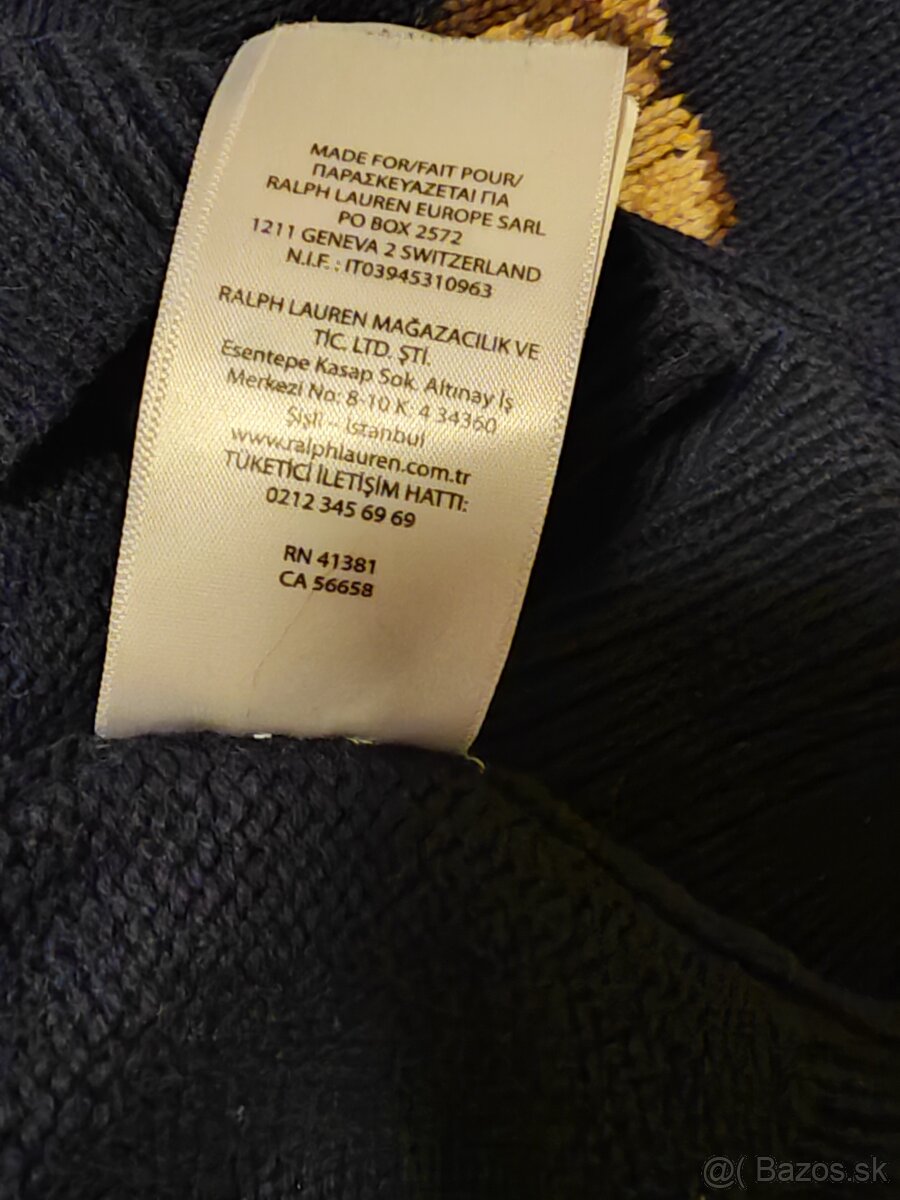 MADE FOR/FAIT POUR/
ΠΑΡΑΣΚΕΥΑΖΕΤΑΙ ΓΙΑ
RALPH LAUREN EUROPE SARL
PO BOX 2572
1211 GENEVA 2 SWITZERLAND
N.I.F. : IT03945310963
RALPH LAUREN MAĞAZACILIK VE
TİC. LTD. ŞTİ.
Esentepe Kasap Sok. Altınay İş
Merkezi No: 8-10 K: 4 34360
Şişli - İstanbul
www.ralphlauren.com.tr
TÜKETİCİ İLETİŞİM HATTI:
0212 345 69 69
RN 41381
CA 56658
@( Bazos.sk